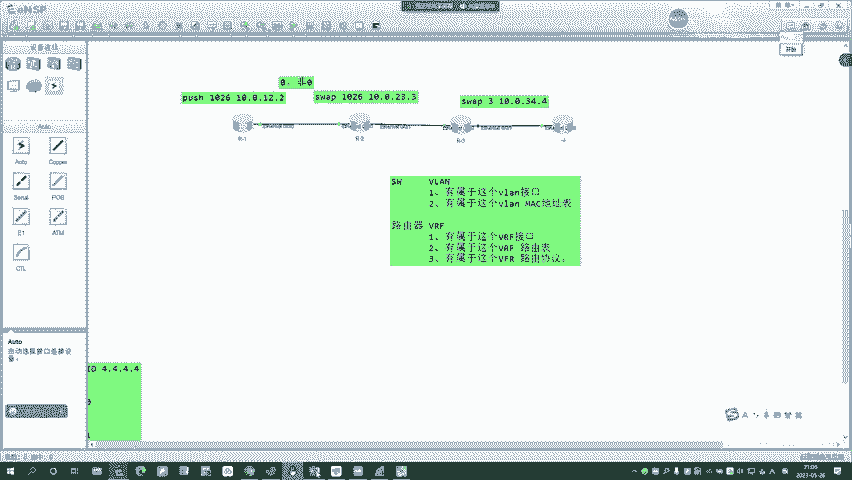 eNSP
0, 非0
push 1026 10.0.12.2
swap 1026 10.0.23.3
swap 3 10.0.34.4
R-1
R-2
R-3
SW VLAN
1、有属于这个vlan接口
2、有属于这个vlan MAC地址表
路由器 VRF
1、有属于这个VRF接口
2、有属于这个VRF 路由表
3、有属于这个VFR 路由协议。
Auto
Auto
Copper
Serial
POS
E1
ATM
CTL
Auto
自动选择接口连接设备。
ID 4.4.4.4
开始
21:06
2023-05-26